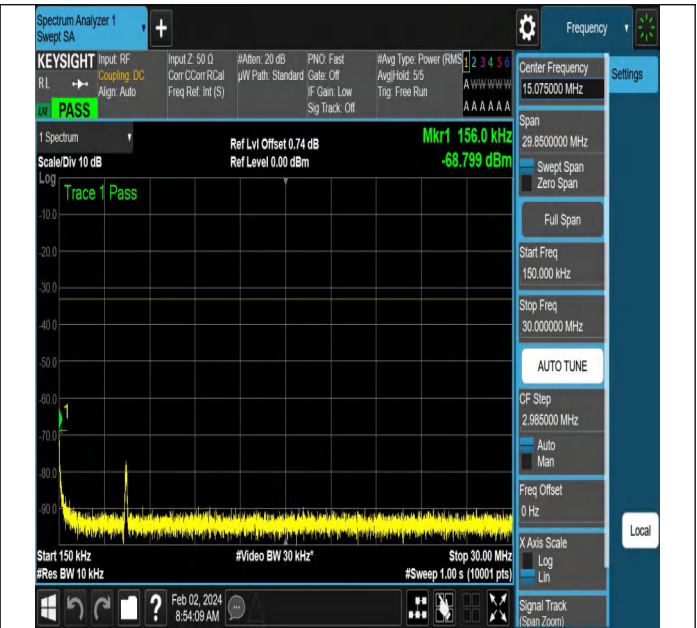 Spectrum Analyzer 1
Swept SA
+
Frequency
KEYSIGHT
Input: RF
Coupling: DC
Align: Auto
RL
PASS
Input Z: 50 Ω
Corr CCorr RCal
Freq Ref: Int (S)
#Atten: 20 dB
µW Path: Standard
PNO: Fast
Gate: Off
IF Gain: Low
Sig Track: Off
#Avg Type: Power (RMS
Avg|Hold: 5/5
Trig: Free Run
1 2 3 4 5 6
A W W W W W
A A A A A A
Center Frequency
15.075000 MHz
Settings
1 Spectrum
Scale/Div 10 dB
Ref Lvl Offset 0.74 dB
Ref Level 0.00 dBm
Mkr1 156.0 kHz
-68.799 dBm
Span
29.8500000 MHz
Swept Span
Zero Span
Full Span
Start Freq
150.000 kHz
Stop Freq
30.000000 MHz
AUTO TUNE
CF Step
2.985000 MHz
Auto
Man
Freq Offset
0 Hz
X Axis Scale
Log
Lin
Signal Track
(Span Zoom)
Local
Log
Trace 1 Pass
-10.0
-20.0
-30.0
-40.0
-50.0
-60.0
1
-70.0
-80.0
-90.0
Start 150 kHz
#Video BW 30 kHz*
Stop 30.00 MHz
#Res BW 10 kHz
#Sweep 1.00 s (10001 pts)
?
Feb 02, 2024
8:54:09 AM